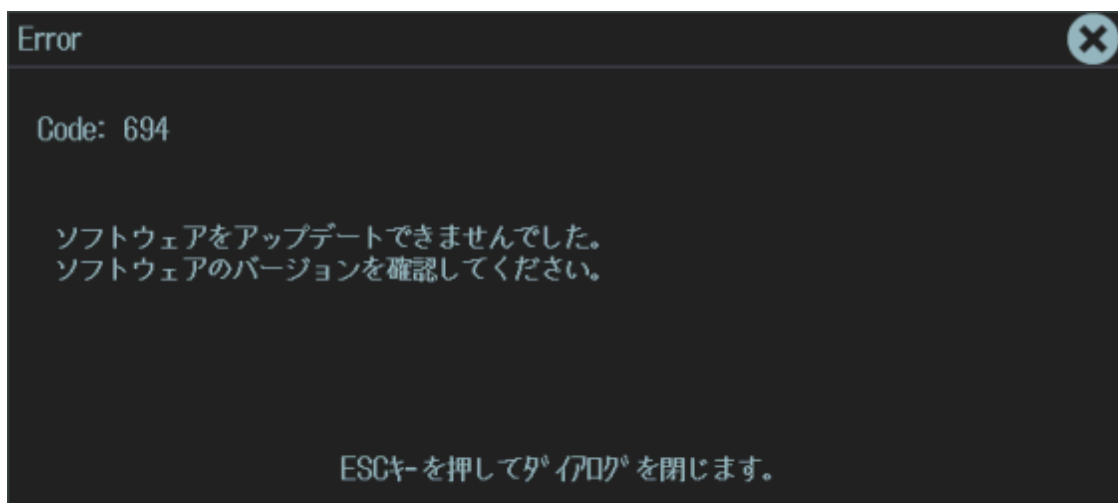 Error
Code: 694
ソフトウェアをアップデートできませんでした。
ソフトウェアのバージョンを確認してください。
ESCｷｰを押してﾀﾞｲｱﾛｸﾞを閉じます。